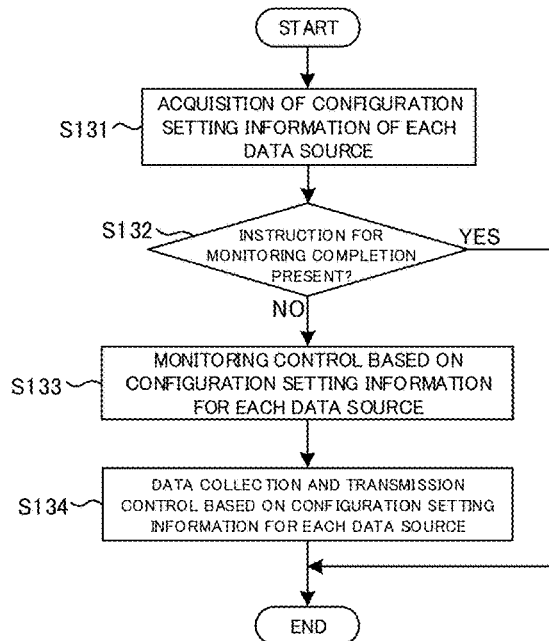 START
S131
ACQUISITION OF CONFIGURATION
SETTING INFORMATION OF EACH
DATA SOURCE
S132
INSTRUCTION FOR
MONITORING COMPLETION
PRESENT?
YES
NO
S133
MONITORING CONTROL BASED ON
CONFIGURATION SETTING INFORMATION
FOR EACH DATA SOURCE
S134
DATA COLLECTION AND TRANSMISSION
CONTROL BASED ON CONFIGURATION SETTING
INFORMATION FOR EACH DATA SOURCE
END